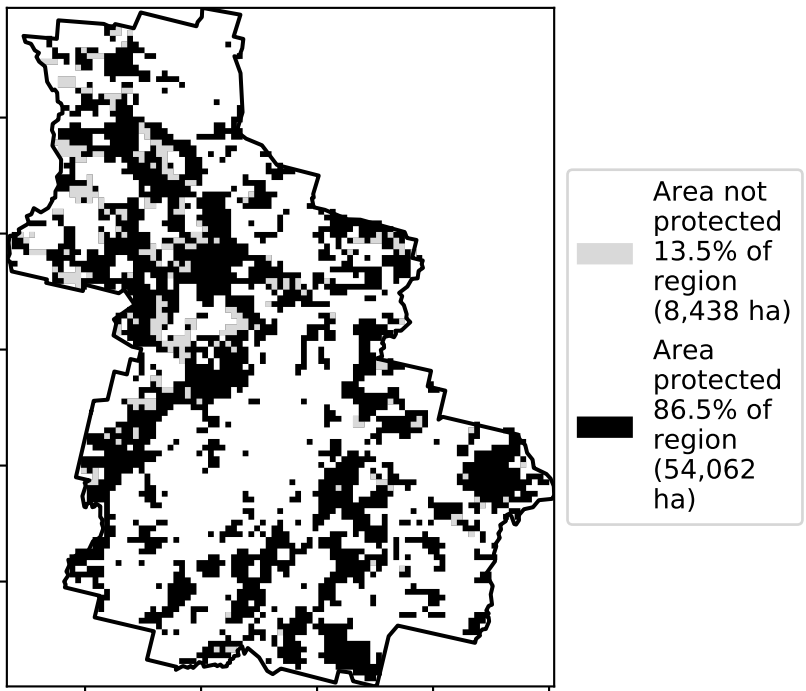 Area not
protected
13.5% of
region
(8,438 ha)
Area
protected
86.5% of
region
(54,062
ha)